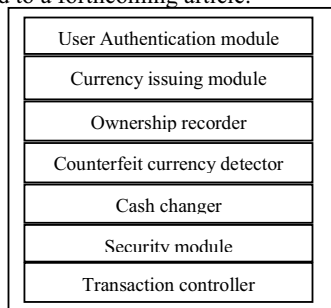 to a forthcoming article.
User Authentication module
Currency issuing module
Ownership recorder
Counterfeit currency detector
Cash changer
Security module
Transaction controller